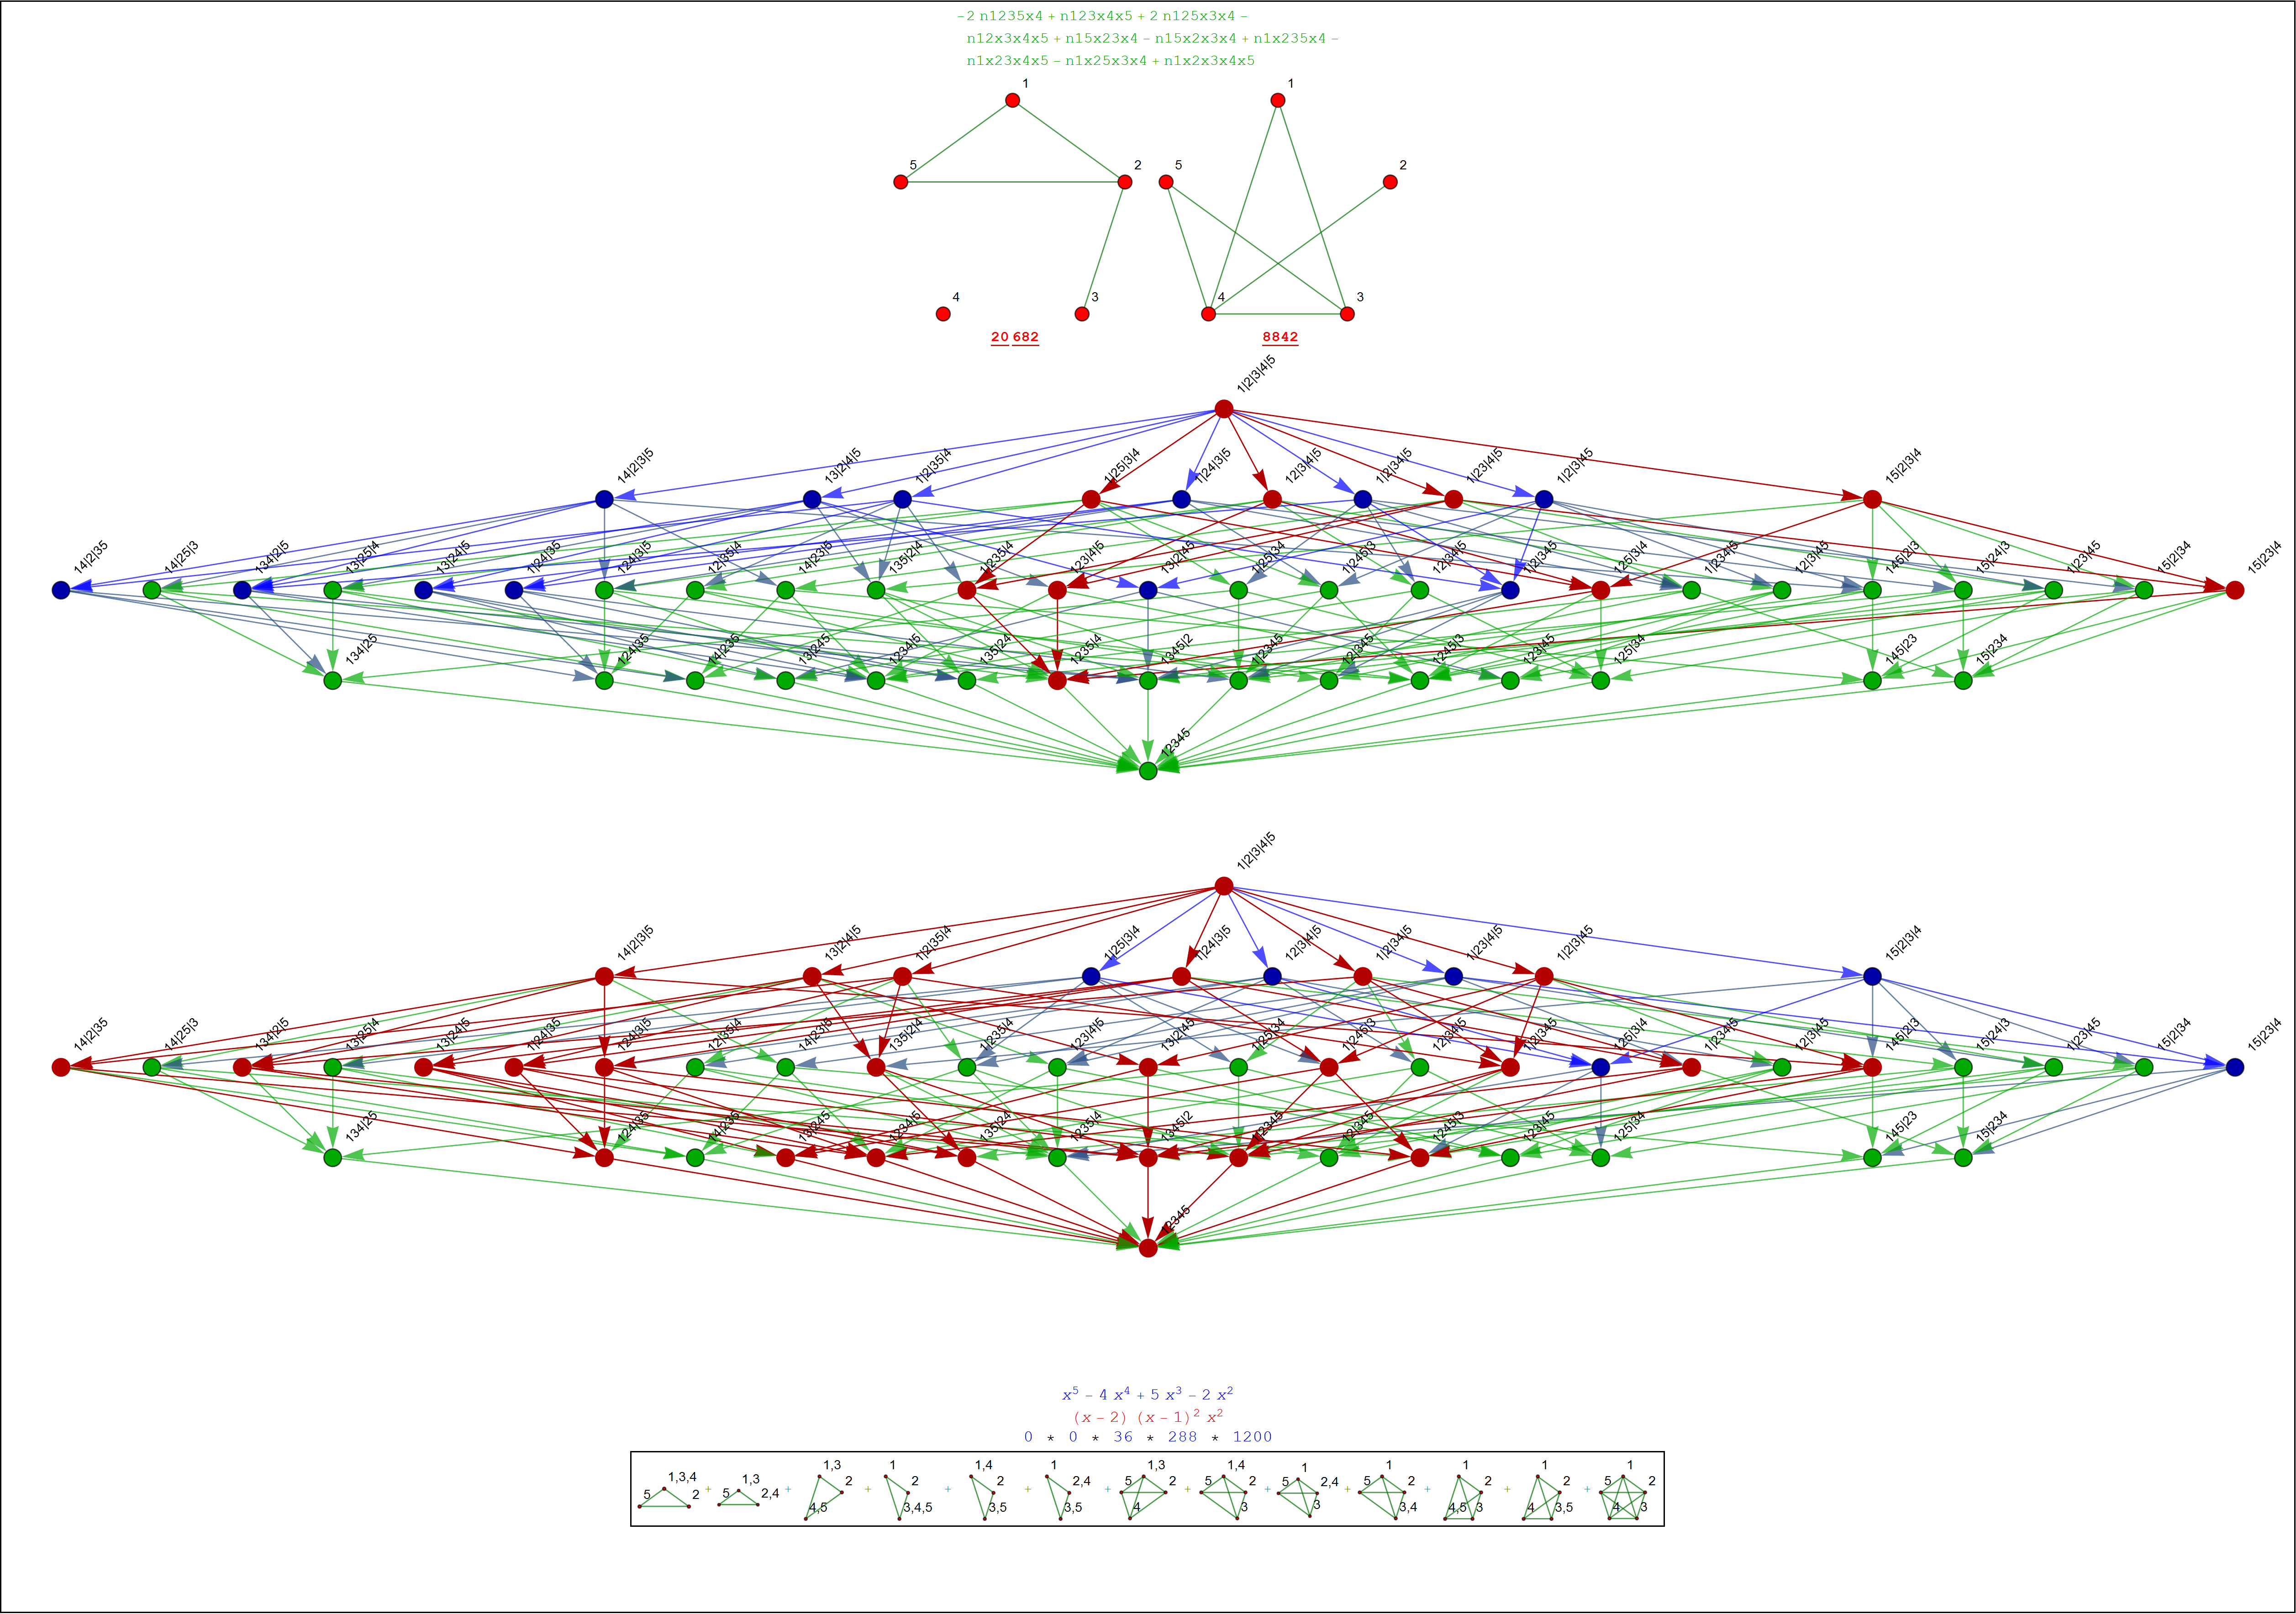 -2 n1235x4 + n123x4x5 + 2 n125x3x4 -
n12x3x4x5 + n15x23x4 - n15x2x3x4 + n1x235x4 -
n1x23x4x5 - n1x25x3x4 + n1x2x3x4x5
1 1
5 2 5 2
4 3 4 3
20 682 8842
1|2|3|4|5
14|2|3|5 13|2|4|5 1|2|35|4 1|25|3|4 1|24|3|5 12|3|4|5 1|2|34|5 1|23|4|5 1|2|3|45 15|2|3|4
14|2|35 14|25|3 134|2|5 13|25|4 13|24|5 1|24|35 124|3|5 12|35|4 14|23|5 135|2|4 1|235|4 123|4|5 13|2|45 1|25|34 1|245|3 12|34|5 1|2|345 125|3|4 1|234|5 12|3|45 145|2|3 15|24|3 1|23|45 15|2|34 15|23|4
134|25 124|35 14|235 13|245 1234|5 135|24 1235|4 1345|2 1|2345 12|345 1245|3 123|45 125|34 145|23 15|234
12345
1|2|3|4|5
14|2|3|5 13|2|4|5 1|2|35|4 1|25|3|4 1|24|3|5 12|3|4|5 1|2|34|5 1|23|4|5 1|2|3|45 15|2|3|4
14|2|35 14|25|3 134|2|5 13|25|4 13|24|5 1|24|35 124|3|5 12|35|4 14|23|5 135|2|4 1|235|4 123|4|5 13|2|45 1|25|34 1|245|3 12|34|5 1|2|345 125|3|4 1|234|5 12|3|45 145|2|3 15|24|3 1|23|45 15|2|34 15|23|4
134|25 124|35 14|235 13|245 1234|5 135|24 1235|4 1345|2 1|2345 12|345 1245|3 123|45 125|34 145|23 15|234
12345
x⁵ - 4 x⁴ + 5 x³ - 2 x²
(x - 2) (x - 1)² x²
0 * 0 * 36 * 288 * 1200
1,3,4 5 2 + 1,3 5 2,4 + 1,3 2 4,5 + 1 2 3,4,5 + 1,4 2 3,5 + 1 2,4 3,5 + 1,3 5 2 4 + 1,4 5 2 3 + 1 5 2,4 3 + 1 5 2 3,4 + 1 2 4,5 3 + 1 2 4 3,5 + 1 5 2 4 3